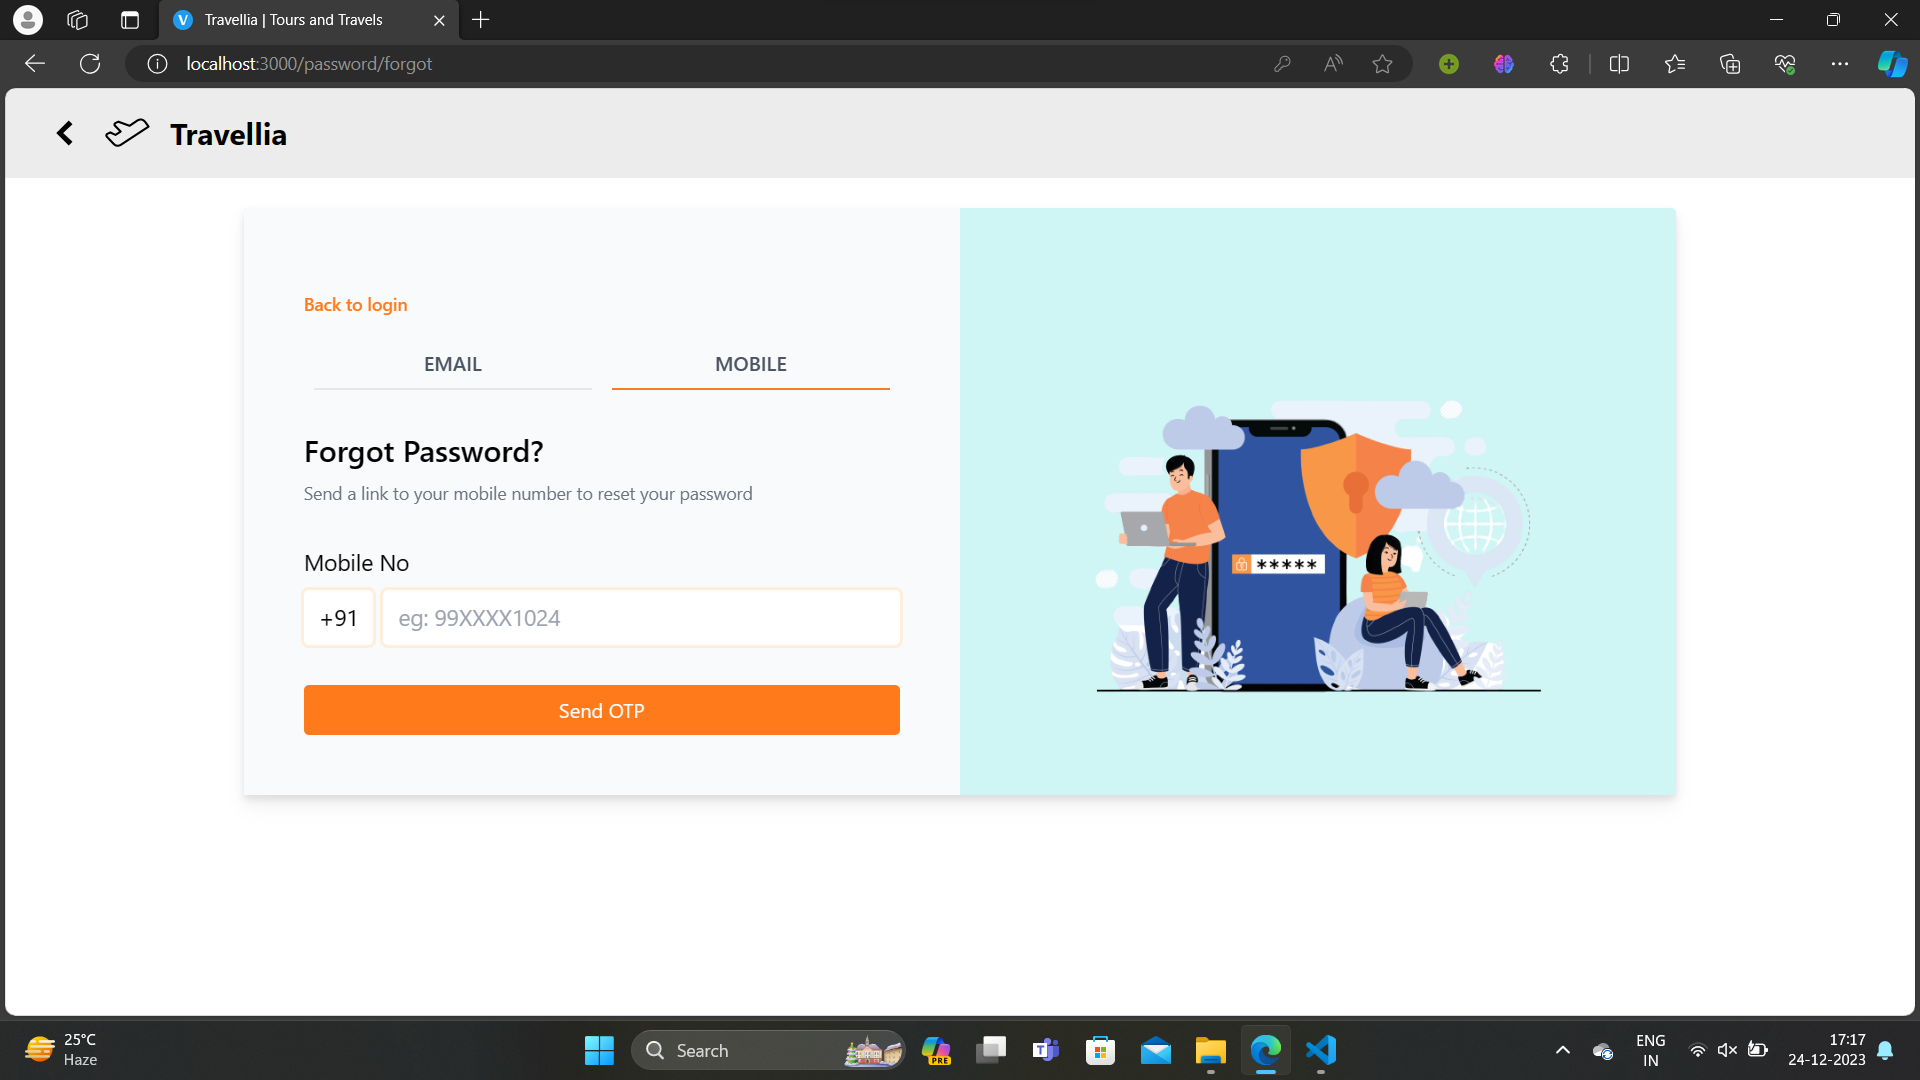 Travellia | Tours and Travels
localhost:3000/password/forgot
Travellia
Back to login
EMAIL MOBILE
Forgot Password?
Send a link to your mobile number to reset your password
*****
Mobile No
+91 eg: 99XXXX1024
Send OTP
25°C
Haze
Search
PRE
ENG
IN
17:17
24-12-2023